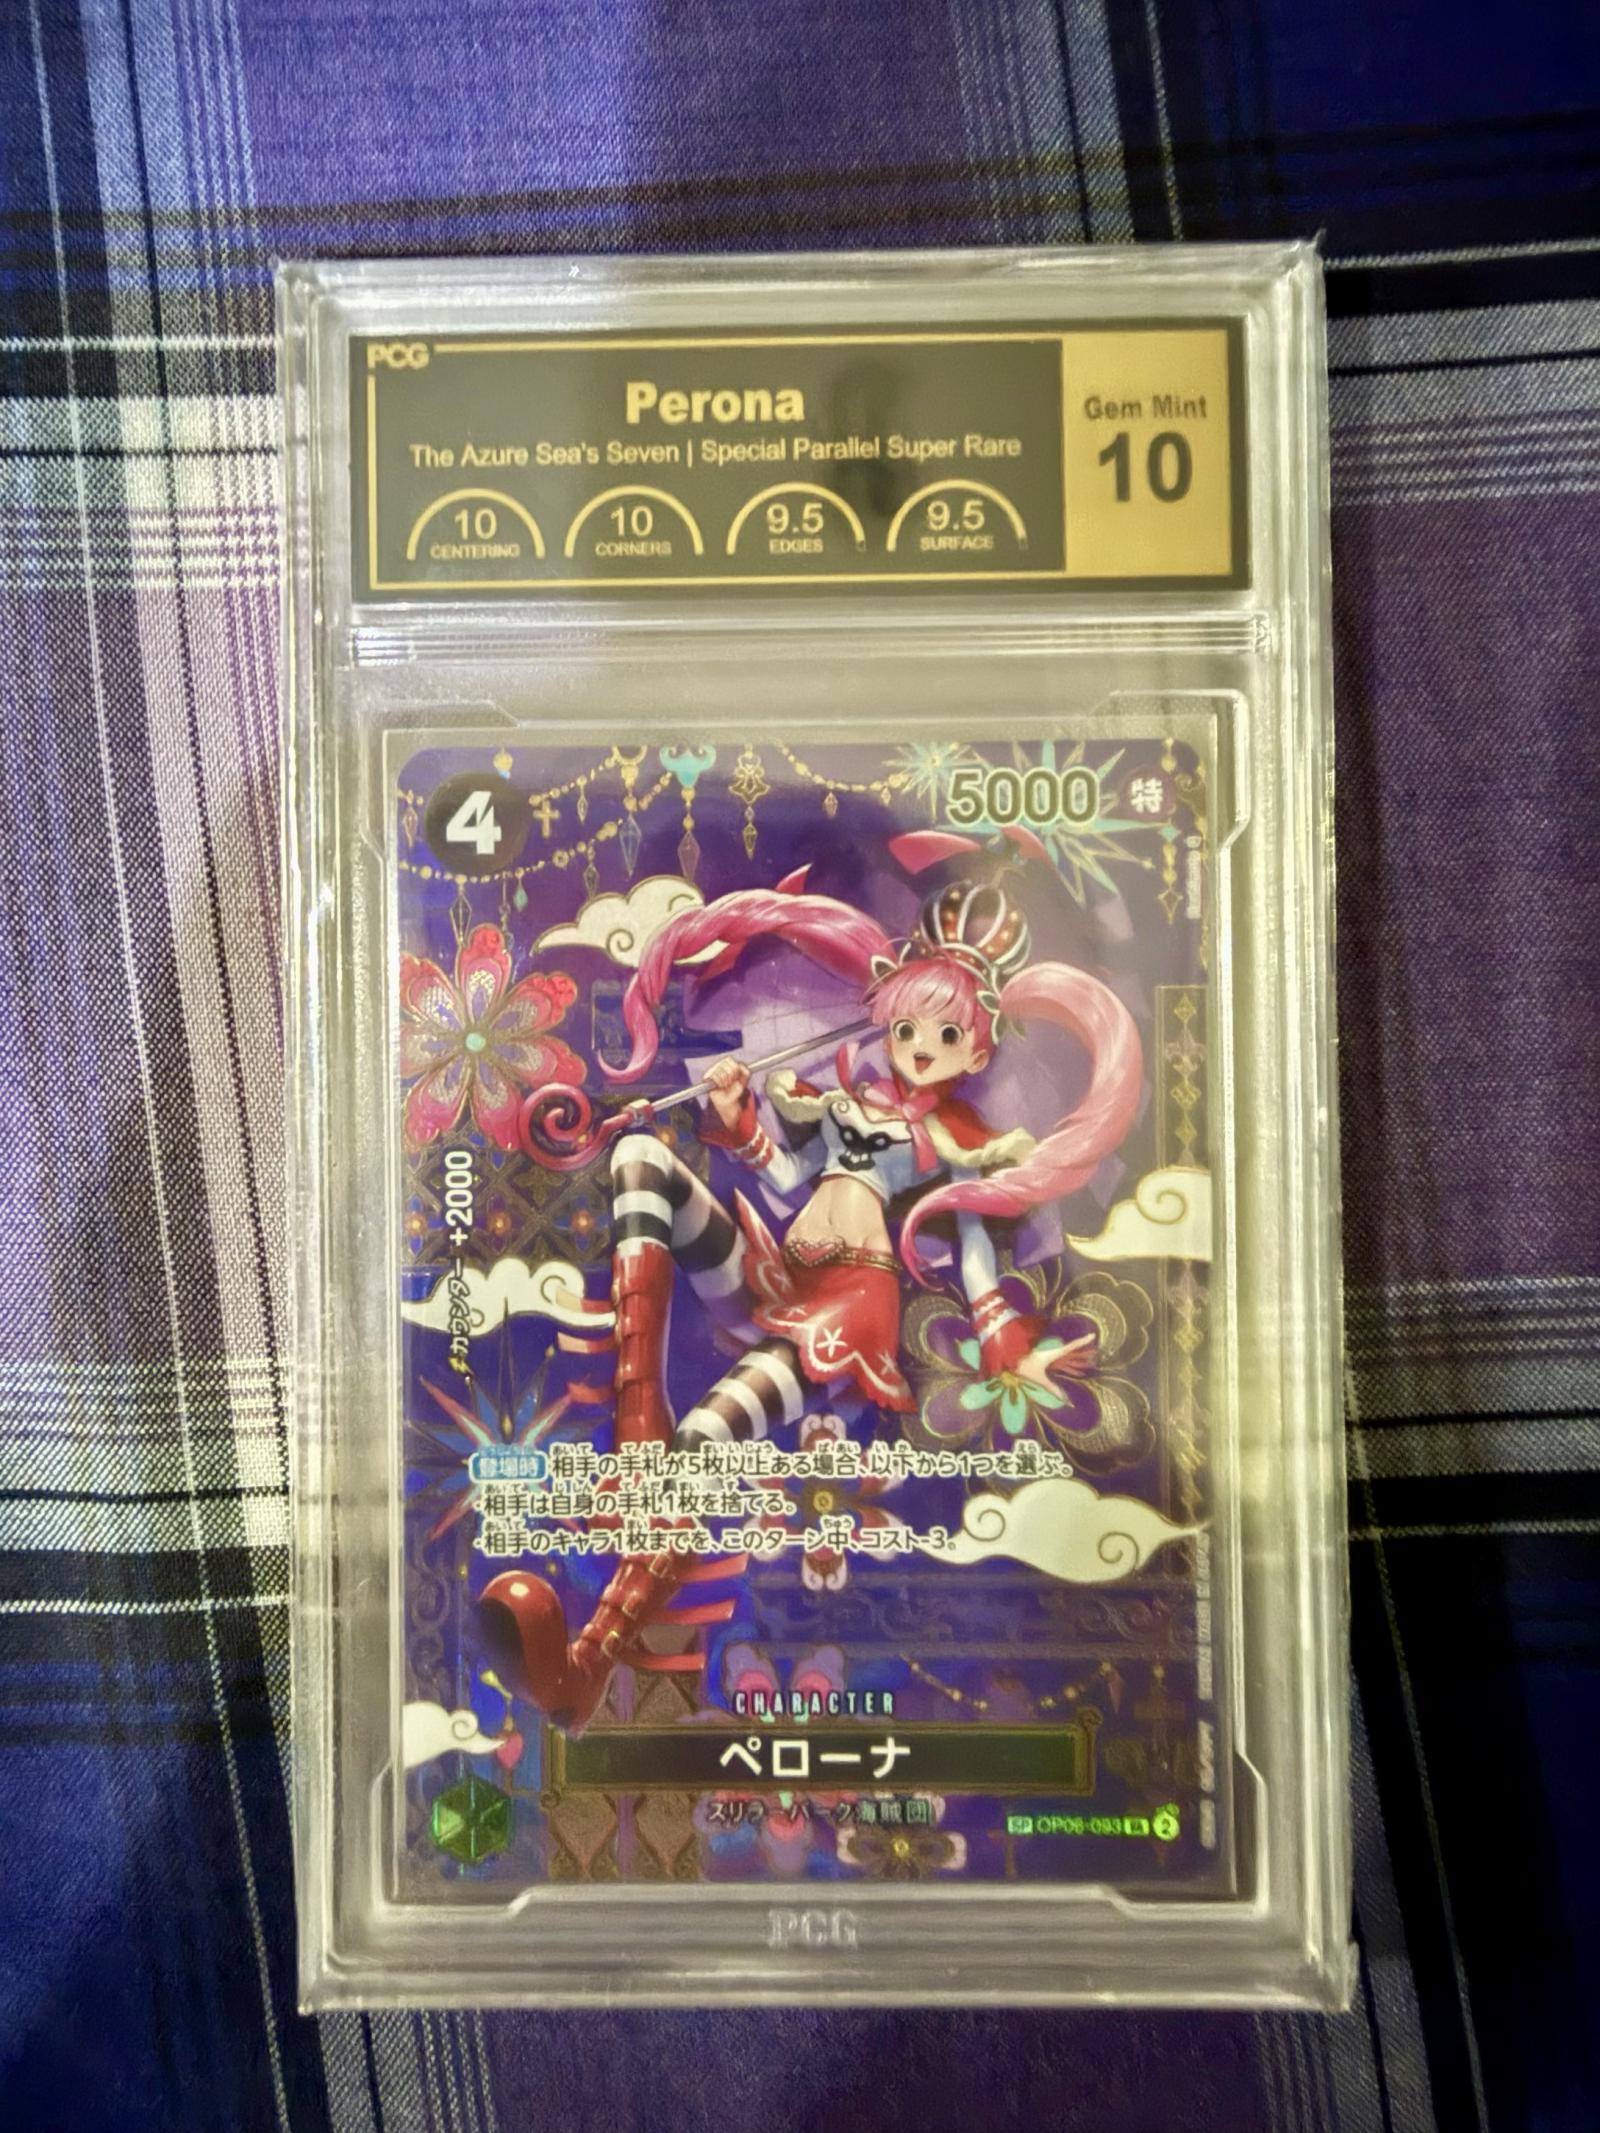 PCG
Perona
Gem Mint
10
The Azure Sea's Seven | Special Parallel Super Rare
10
CENTERING
10
CORNERS
9.5
EDGES
9.5
SURFACE
4
5000
特
カウンター +2000
登場時 相手の手札が5枚以上ある場合、以下から1つを選ぶ。
・相手は自身の手札1枚を捨てる。
・相手のキャラ1枚までを、このターン中、コスト-3。
CHARACTER
ペローナ
スリラーバーク海賊団
SP OP06-093 2
PCG